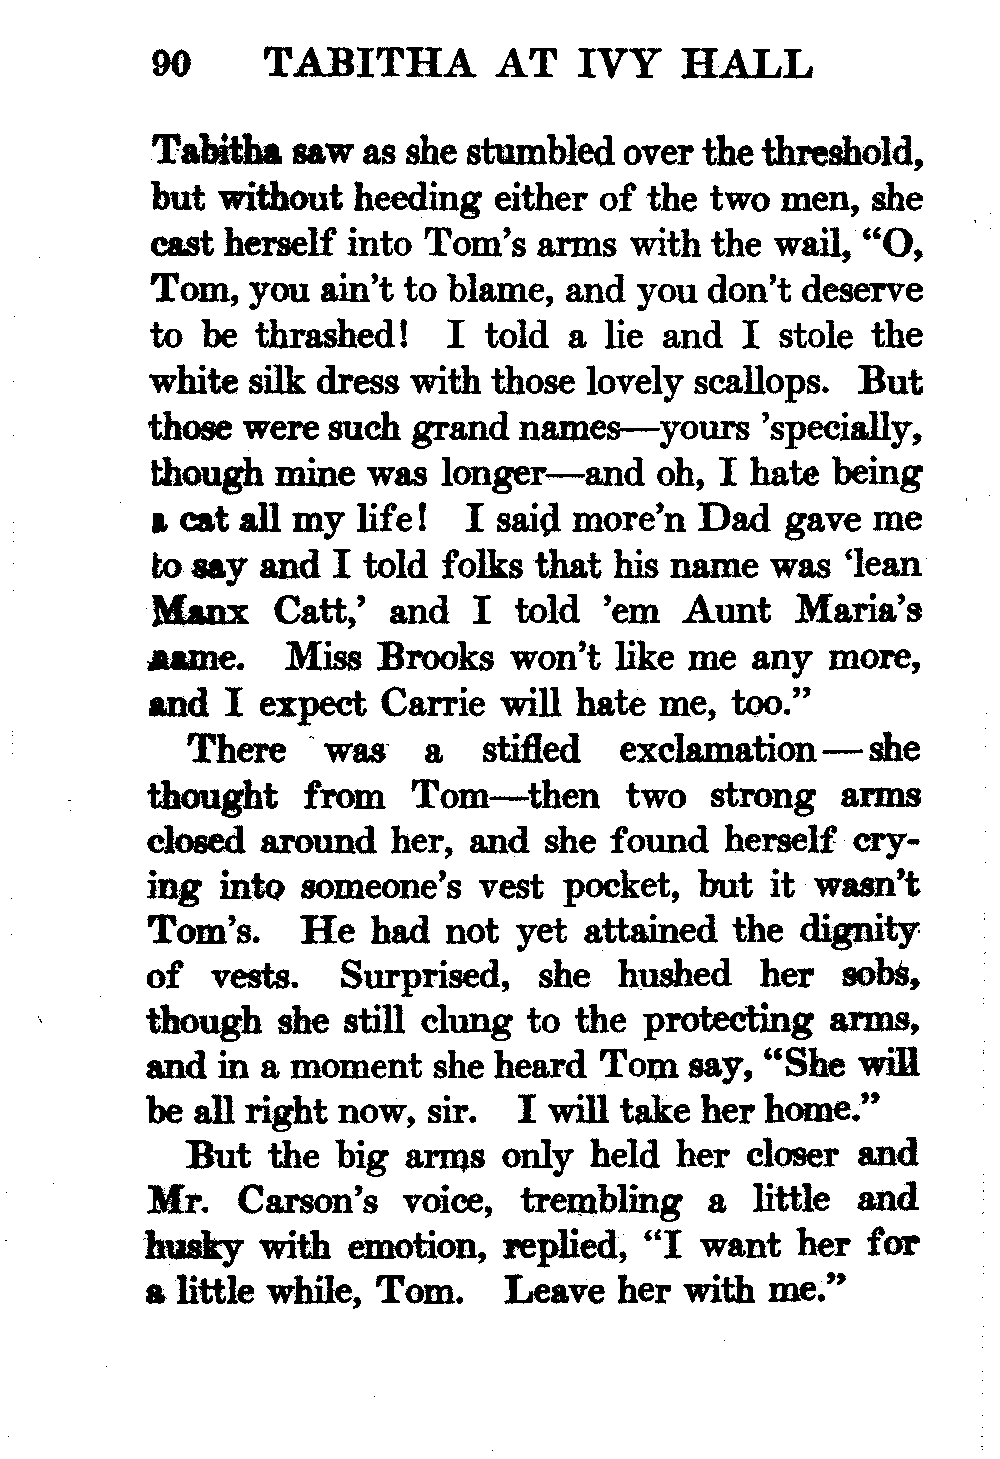 90 TABITHA AT IVY HALL
Tabitha saw as she stumbled over the threshold,
but without heeding either of the two men, she
cast herself into Tom's arms with the wail, “O,
Tom, you ain't to blame, and you don't deserve
to be thrashed! I told a lie and I stole the
white silk dress with those lovely scallops. But
those were such grand names—yours 'specially,
though mine was longer—and oh, I hate being
a cat all my life! I said more'n Dad gave me
to say and I told folks that his name was ‘lean
Manx Catt,’ and I told 'em Aunt Maria's
name. Miss Brooks won't like me any more,
and I expect Carrie will hate me, too.”
There was a stifled exclamation—she
thought from Tom—then two strong arms
closed around her, and she found herself cry-
ing into someone's vest pocket, but it wasn't
Tom's. He had not yet attained the dignity
of vests. Surprised, she hushed her sobs,
though she still clung to the protecting arms,
and in a moment she heard Tom say, “She will
be all right now, sir. I will take her home.”
But the big arms only held her closer and
Mr. Carson's voice, trembling a little and
husky with emotion, replied, “I want her for
a little while, Tom. Leave her with me.”